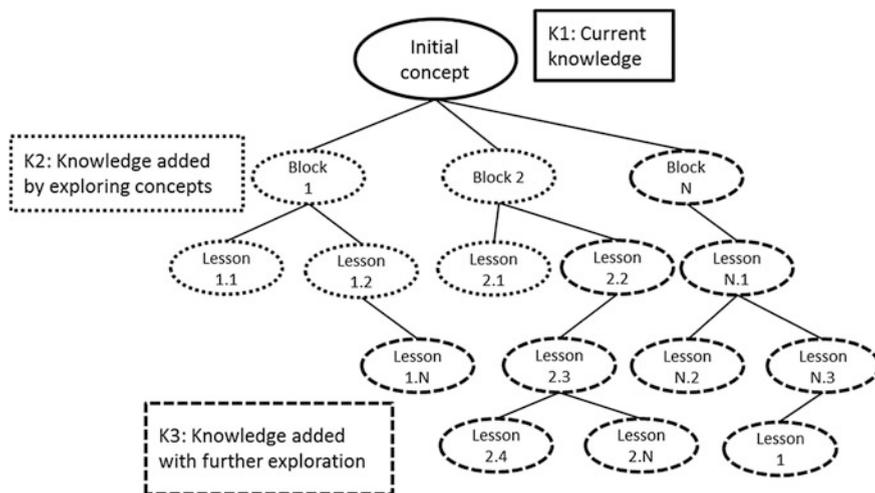 Initial
concept
K1: Current
knowledge
K2: Knowledge added
by exploring concepts
Block
1
Block 2
Block
N
Lesson
1.1
Lesson
1.2
Lesson
2.1
Lesson
2.2
Lesson
N.1
Lesson
1.N
Lesson
2.3
Lesson
N.2
Lesson
N.3
K3: Knowledge added
with further exploration
Lesson
2.4
Lesson
2.N
Lesson
1